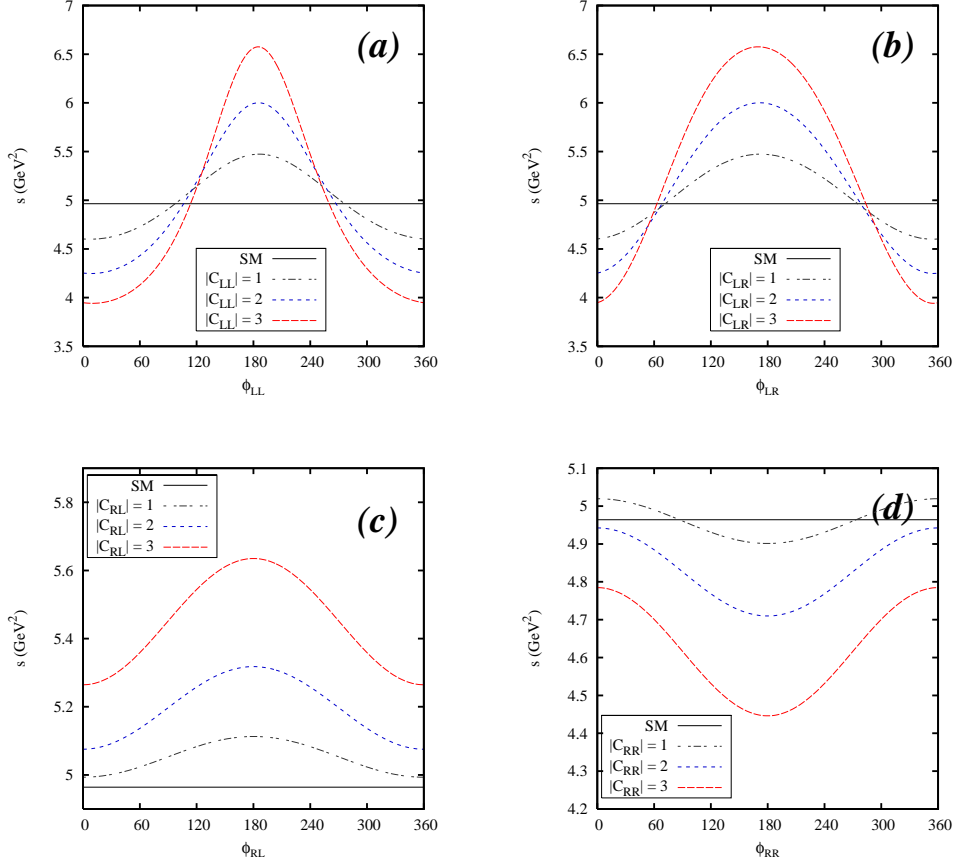 (a)
s (GeV²)
7
6.5
6
5.5
5
4.5
4
3.5
SM
|C_LL| = 1
|C_LL| = 2
|C_LL| = 3
0 60 120 180 240 300 360
ϕ_LL
(b)
s (GeV²)
7
6.5
6
5.5
5
4.5
4
3.5
SM
|C_LR| = 1
|C_LR| = 2
|C_LR| = 3
0 60 120 180 240 300 360
ϕ_LR
(c)
s (GeV²)
5.8
5.6
5.4
5.2
5
SM
|C_RL| = 1
|C_RL| = 2
|C_RL| = 3
0 60 120 180 240 300 360
ϕ_RL
(d)
s (GeV²)
5.1
5
4.9
4.8
4.7
4.6
4.5
4.4
4.3
4.2
SM
|C_RR| = 1
|C_RR| = 2
|C_RR| = 3
0 60 120 180 240 300 360
ϕ_RR